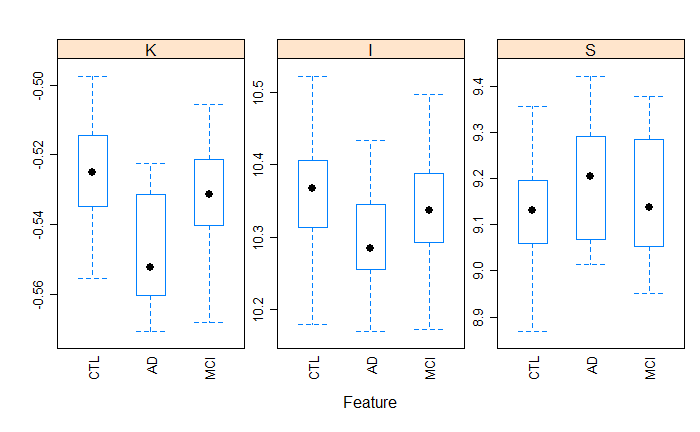 K
I
S
-0.50
-0.52
-0.54
-0.56
10.5
10.4
10.3
10.2
9.4
9.3
9.2
9.1
9.0
8.9
CTL AD MCI
CTL AD MCI
CTL AD MCI
Feature